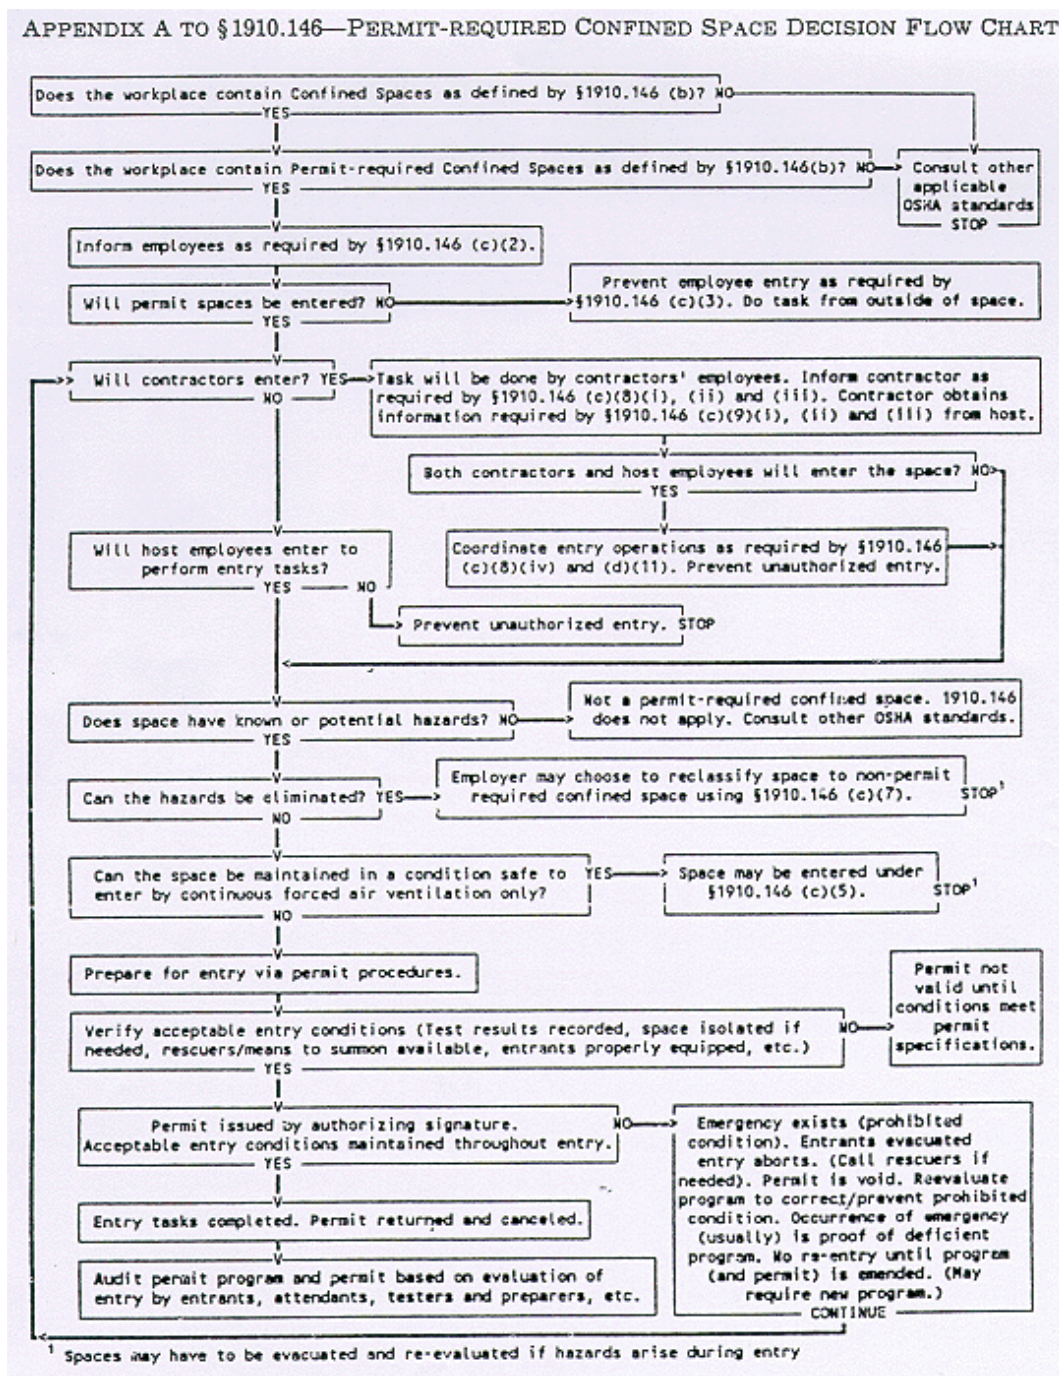 APPENDIX A TO §1910.146—PERMIT-REQUIRED CONFINED SPACE DECISION FLOW CHART
Does the workplace contain Confined Spaces as defined by §1910.146 (b)? NO
YES
Does the workplace contain Permit-required Confined Spaces as defined by §1910.146(b)? NO
YES
Consult other
applicable
OSHA standards
STOP
Inform employees as required by §1910.146 (c)(2).
Will permit spaces be entered? NO
YES
Prevent employee entry as required by
§1910.146 (c)(3). Do task from outside of space.
Will contractors enter? YES
NO
Task will be done by contractors' employees. Inform contractor as
required by §1910.146 (c)(8)(i), (ii) and (iii). Contractor obtains
information required by §1910.146 (c)(9)(i), (ii) and (iii) from host.
Both contractors and host employees will enter the space? NO
YES
Will host employees enter to
perform entry tasks?
YES NO
Coordinate entry operations as required by §1910.146
(c)(8)(iv) and (d)(11). Prevent unauthorized entry.
Prevent unauthorized entry. STOP
Does space have known or potential hazards? NO
YES
Not a permit-required confined space. 1910.146
does not apply. Consult other OSHA standards.
Can the hazards be eliminated? YES
NO
Employer may choose to reclassify space to non-permit
required confined space using §1910.146 (c)(7). STOP¹
Can the space be maintained in a condition safe to
enter by continuous forced air ventilation only? YES
NO
Space may be entered under
§1910.146 (c)(5). STOP¹
Prepare for entry via permit procedures.
Verify acceptable entry conditions (Test results recorded, space isolated if
needed, rescuers/means to summon available, entrants properly equipped, etc.) NO
YES
Permit not
valid until
conditions meet
permit
specifications.
Permit issued by authorizing signature.
Acceptable entry conditions maintained throughout entry. NO
YES
Emergency exists (prohibited
condition). Entrants evacuated
entry aborts. (Call rescuers if
needed). Permit is void. Reevaluate
program to correct/prevent prohibited
condition. Occurrence of emergency
(usually) is proof of deficient
program. No re-entry until program
(and permit) is emended. (May
require new program.)
CONTINUE
Entry tasks completed. Permit returned and canceled.
Audit permit program and permit based on evaluation of
entry by entrants, attendants, testers and preparers, etc.
¹ Spaces may have to be evacuated and re-evaluated if hazards arise during entry